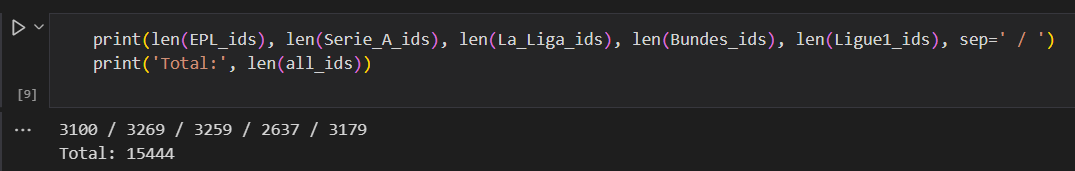 print(len(EPL_ids), len(Serie_A_ids), len(La_Liga_ids), len(Bundes_ids), len(Ligue1_ids), sep=' / ')
print('Total:', len(all_ids))
[9]
... 3100 / 3269 / 3259 / 2637 / 3179
Total: 15444